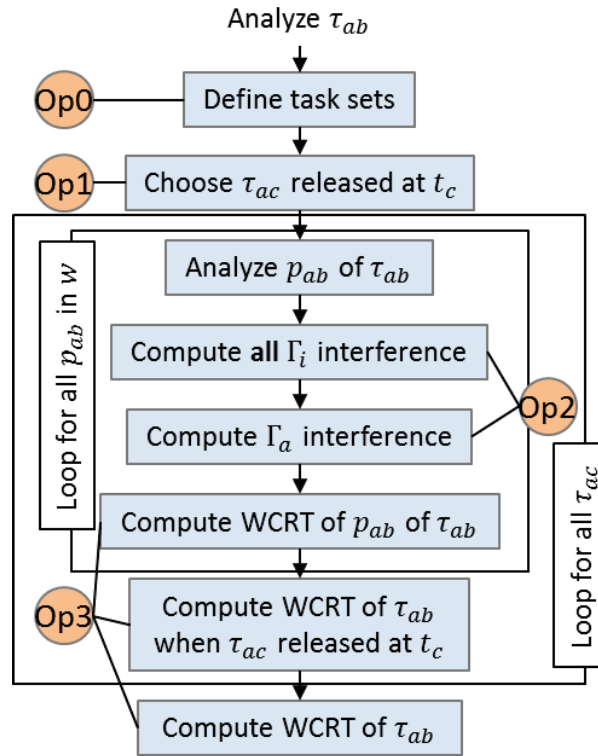 Analyze τ_ab
Op0
Define task sets
Op1
Choose τ_ac released at t_c
Loop for all p_ab in w
Analyze p_ab of τ_ab
Compute all Γ_i interference
Op2
Compute Γ_a interference
Loop for all τ_ac
Compute WCRT of p_ab of τ_ab
Op3
Compute WCRT of τ_ab
when τ_ac released at t_c
Compute WCRT of τ_ab